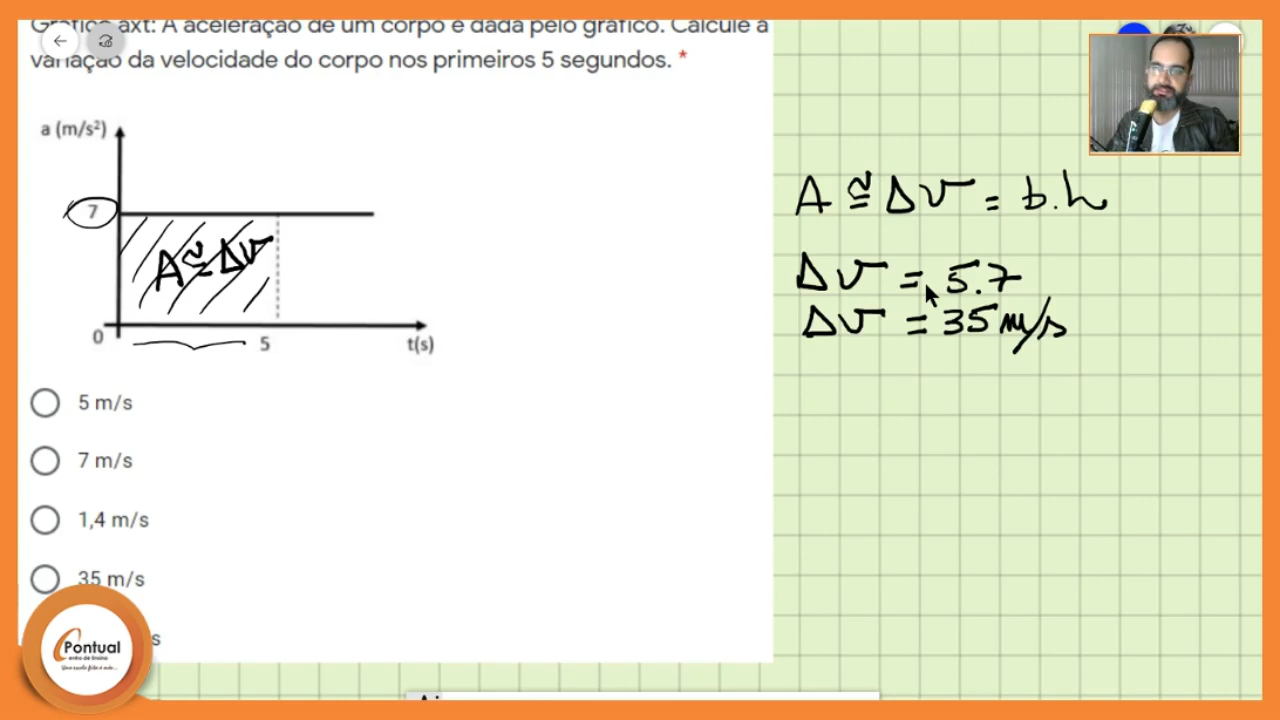 Gráfico axt: A aceleração de um corpo é dada pelo gráfico. Calcule a
variação da velocidade do corpo nos primeiros 5 segundos. *
a (m/s²)
7
A ≅ ΔV
0
5
t(s)
A ≅ ΔV = b.h
ΔV = 5.7
ΔV = 35 m/s
5 m/s
7 m/s
1,4 m/s
35 m/s
s
Pontual